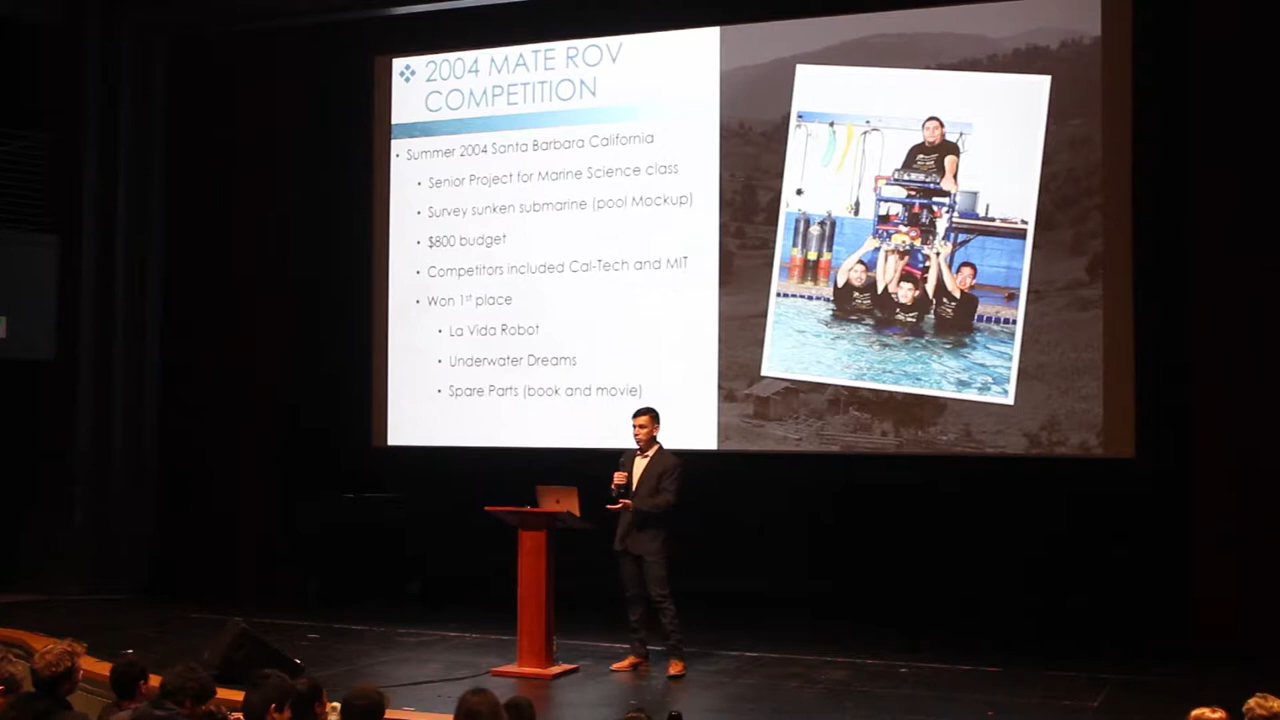 2004 MATE ROV
COMPETITION
• Summer 2004 Santa Barbara California
• Senior Project for Marine Science class
• Survey sunken submarine (pool Mockup)
• $800 budget
• Competitors included Cal-Tech and MIT
• Won 1st place
• La Vida Robot
• Underwater Dreams
• Spare Parts (book and movie)